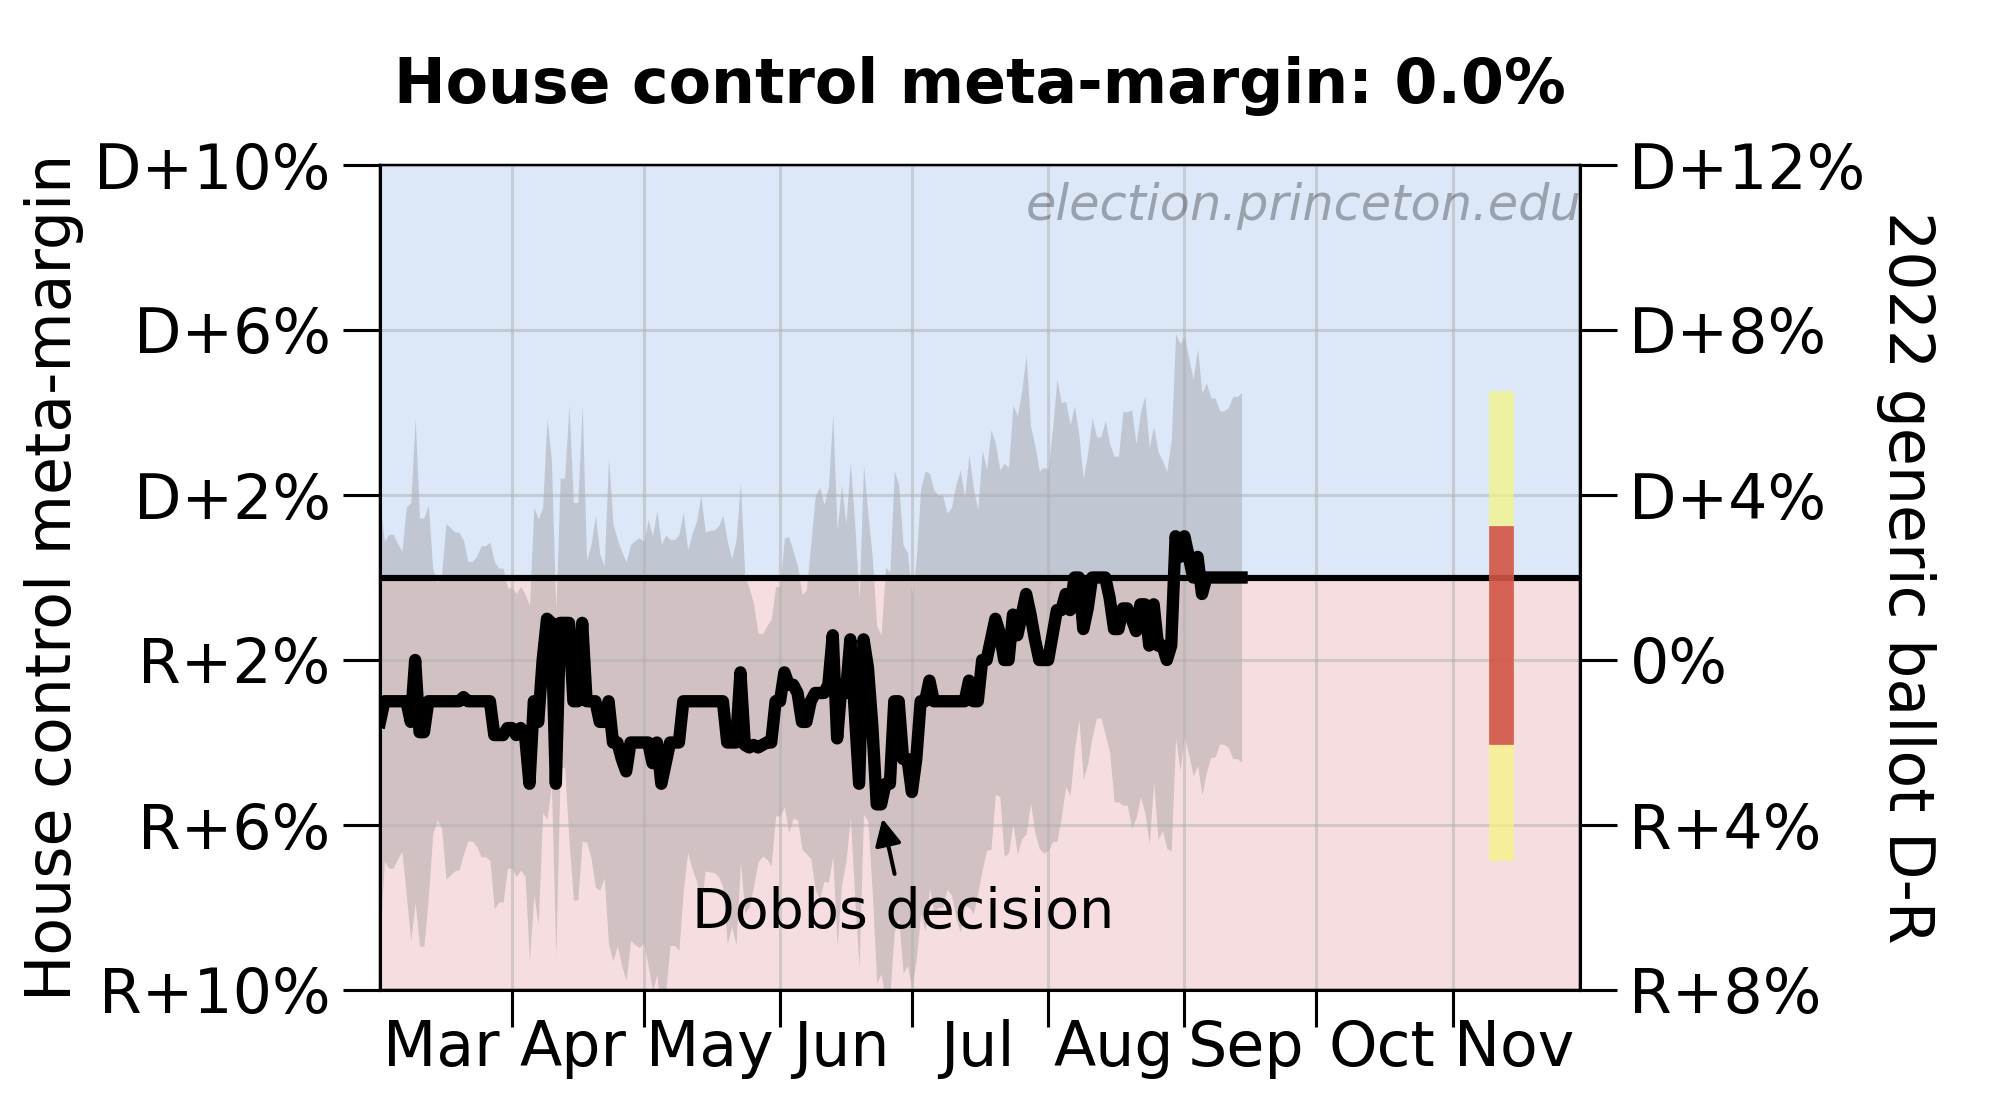 House control meta-margin: 0.0%
House control meta-margin
D+10%
D+6%
D+2%
R+2%
R+6%
R+10%
election.princeton.edu
Dobbs decision
D+12%
D+8%
D+4%
0%
R+4%
R+8%
2022 generic ballot D-R
Mar Apr May Jun Jul Aug Sep Oct Nov